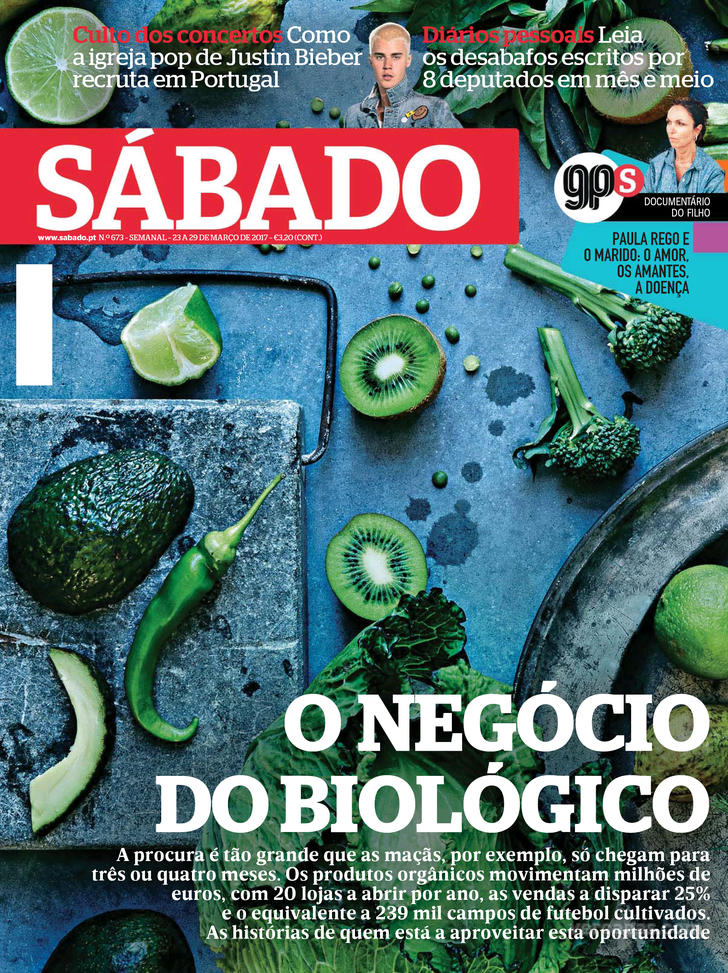 Culto dos concertos Como
a igreja pop de Justin Bieber
recruta em Portugal
Diários pessoais Leia
os desabafos escritos por
8 deputados em mês e meio
SÁBADO
www.sabado.pt N.º 673 - SEMANAL - 23 A 29 DE MARÇO DE 2017 - €3,20 (CONT.)
gps
DOCUMENTÁRIO
DO FILHO
PAULA REGO E
O MARIDO: O AMOR,
OS AMANTES,
A DOENÇA
O NEGÓCIO
DO BIOLÓGICO
A procura é tão grande que as maçãs, por exemplo, só chegam para
três ou quatro meses. Os produtos orgânicos movimentam milhões de
euros, com 20 lojas a abrir por ano, as vendas a disparar 25%
e o equivalente a 239 mil campos de futebol cultivados.
As histórias de quem está a aproveitar esta oportunidade